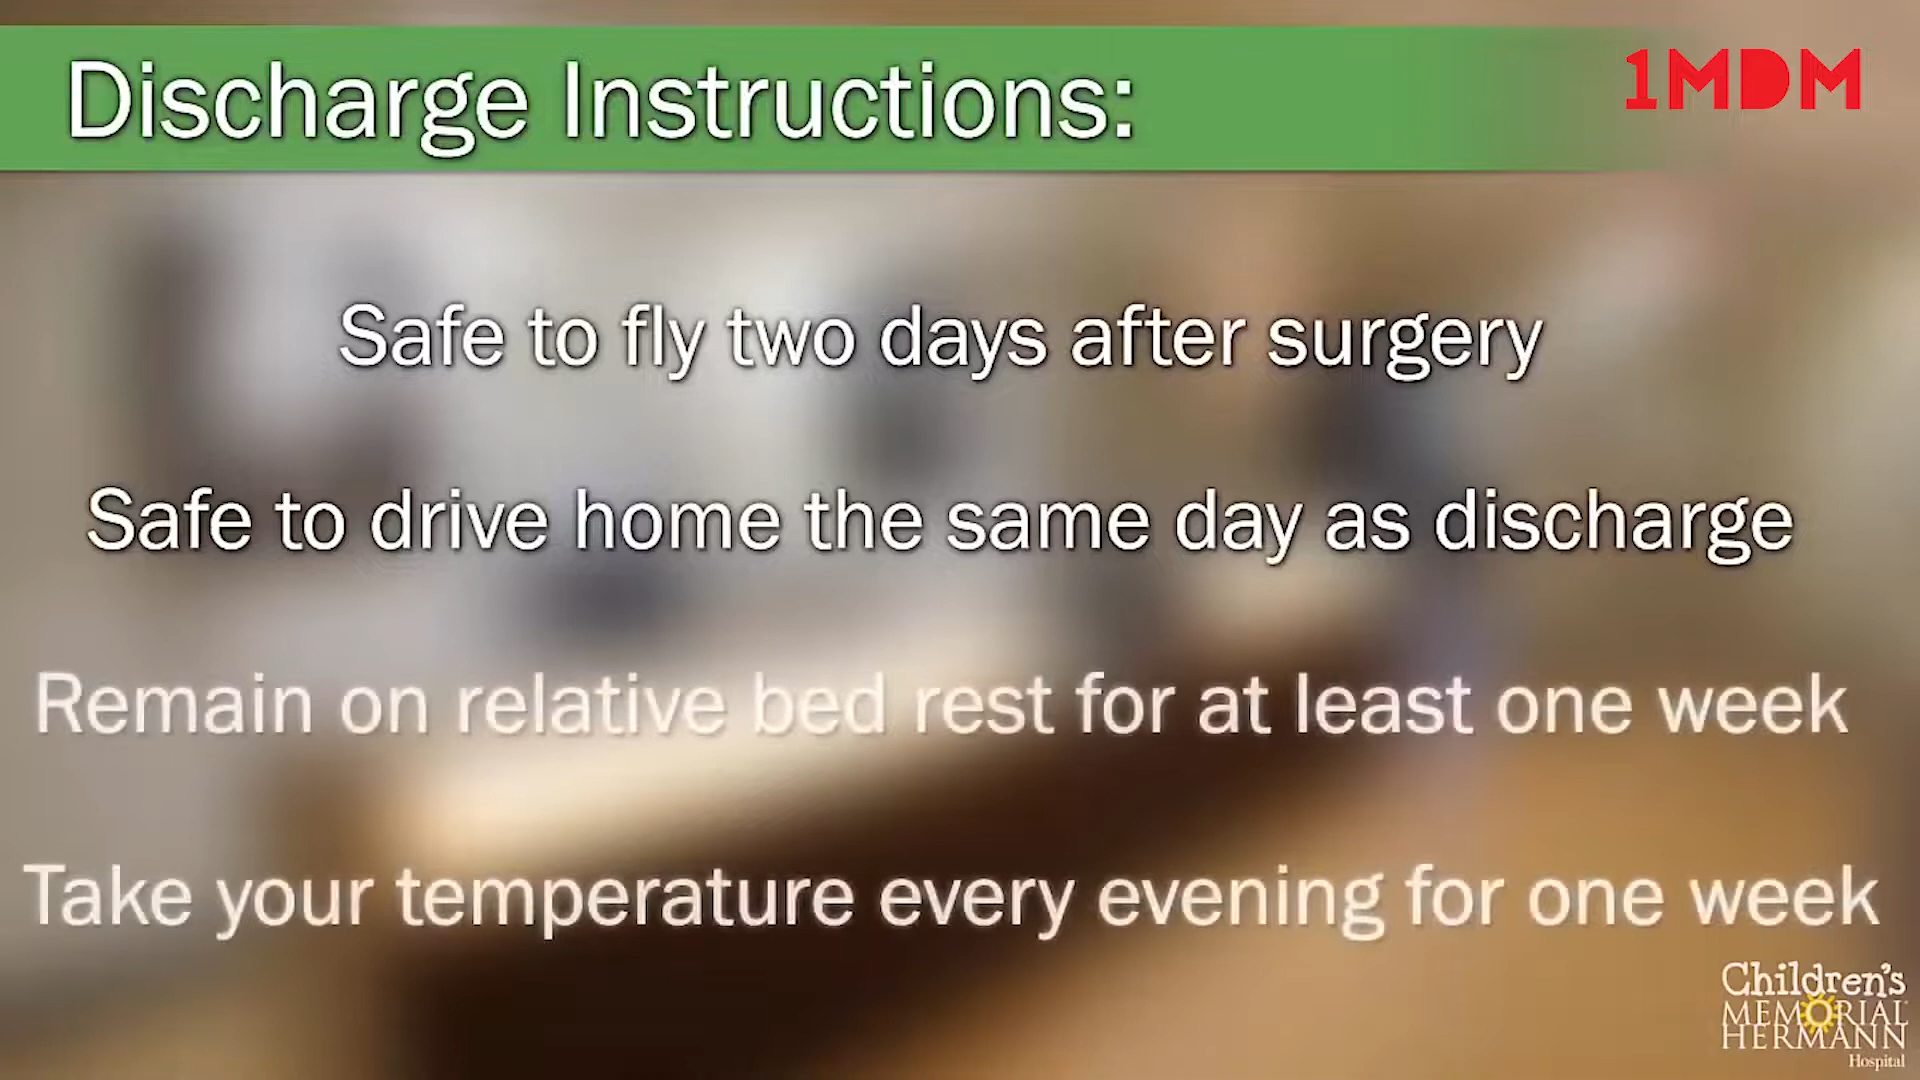 Discharge Instructions:
1MDM
Safe to fly two days after surgery
Safe to drive home the same day as discharge
Remain on relative bed rest for at least one week
Take your temperature every evening for one week
Children's
MEMORIAL
HERMANN
Hospital